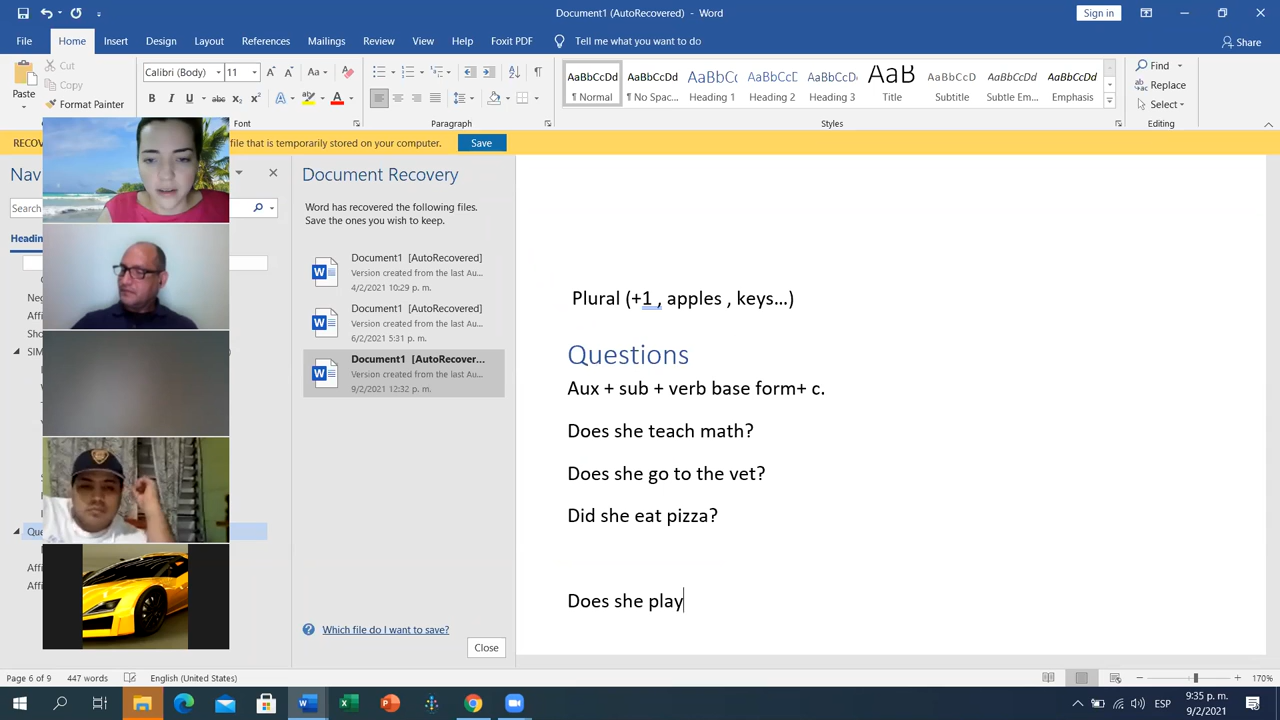 Document1 [AutoRecovered] - Word
Sign in
File Home Insert Design Layout References Mailings Review View Help Foxit PDF Tell me what you want to do Share
Paste
Cut
Copy
Format Painter
Calibri (Body) 11
Font
Paragraph
AaBbCcDd AaBbCcDd AaBbCc AaBbCcD AaBbCcD AaB AaBbCcD AaBbCcDd AaBbCcDd
¶ Normal ¶ No Spac... Heading 1 Heading 2 Heading 3 Title Subtitle Subtle Em... Emphasis
Styles
Find
Replace
Select
Editing
file that is temporarily stored on your computer. Save
Document Recovery
Word has recovered the following files.
Save the ones you wish to keep.
Document1 [AutoRecovered]
Version created from the last Au...
4/2/2021 10:29 p. m.
Document1 [AutoRecovered]
Version created from the last Au...
6/2/2021 5:31 p. m.
Document1 [AutoRecover...
Version created from the last Au...
9/2/2021 12:32 p. m.
Which file do I want to save?
Close
Plural (+1 , apples , keys...)
Questions
Aux + sub + verb base form+ c.
Does she teach math?
Does she go to the vet?
Did she eat pizza?
Does she play
Page 6 of 9 447 words English (United States) 170%
ESP 9:35 p. m.
9/2/2021